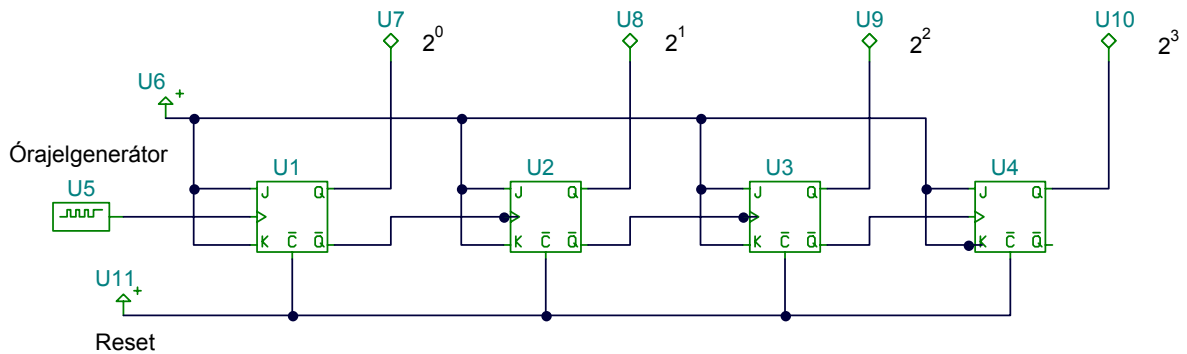 U7 2⁰ U8 2¹ U9 2² U10 2³
U6 +
Órajelgenerátor
U5
U1 U2 U3 U4
J Q J Q J Q J Q
K C̅ Q̅ K C̅ Q̅ K C̅ Q̅ K C̅ Q̅
U11 +
Reset